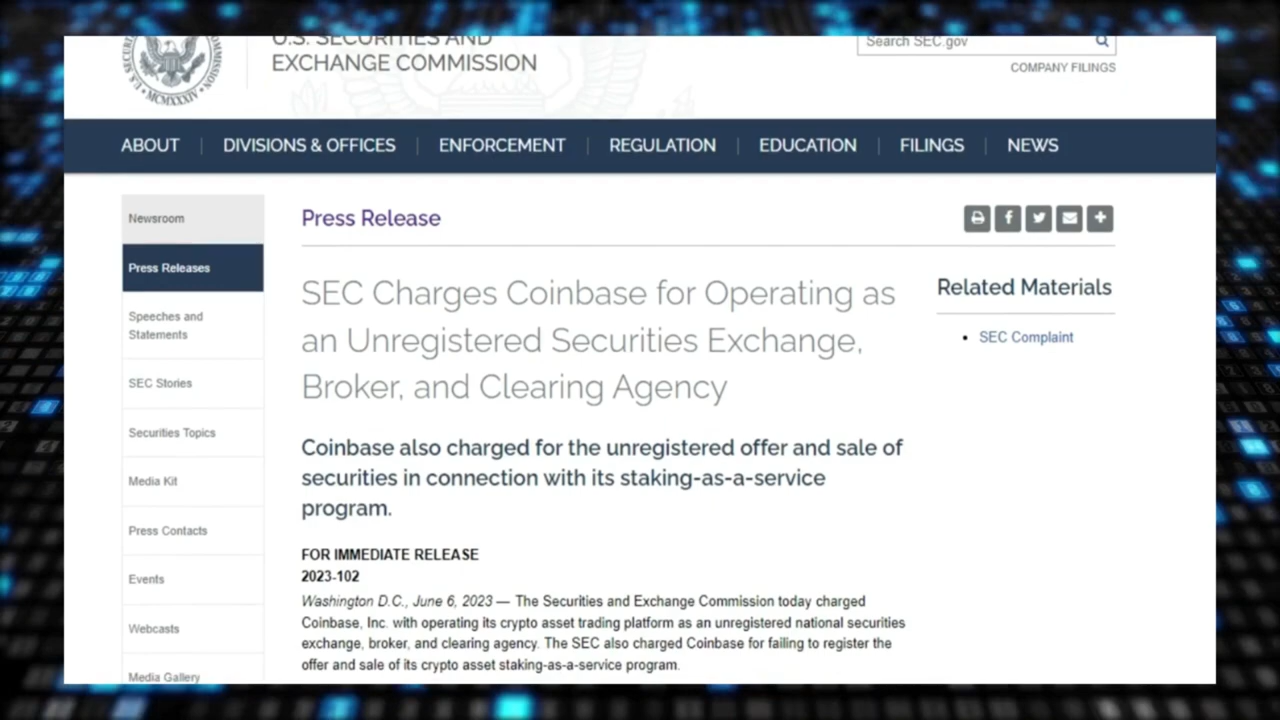 U.S. SECURITIES AND
EXCHANGE COMMISSION
MCMXXXIV
Search SEC.gov
COMPANY FILINGS
ABOUT
DIVISIONS & OFFICES
ENFORCEMENT
REGULATION
EDUCATION
FILINGS
NEWS
Newsroom
Press Releases
Speeches and
Statements
SEC Stories
Securities Topics
Media Kit
Press Contacts
Events
Webcasts
Media Gallery
Press Release
SEC Charges Coinbase for Operating as
an Unregistered Securities Exchange,
Broker, and Clearing Agency
Coinbase also charged for the unregistered offer and sale of
securities in connection with its staking-as-a-service
program.
FOR IMMEDIATE RELEASE
2023-102
Washington D.C., June 6, 2023 — The Securities and Exchange Commission today charged
Coinbase, Inc. with operating its crypto asset trading platform as an unregistered national securities
exchange, broker, and clearing agency. The SEC also charged Coinbase for failing to register the
offer and sale of its crypto asset staking-as-a-service program.
Related Materials
• SEC Complaint